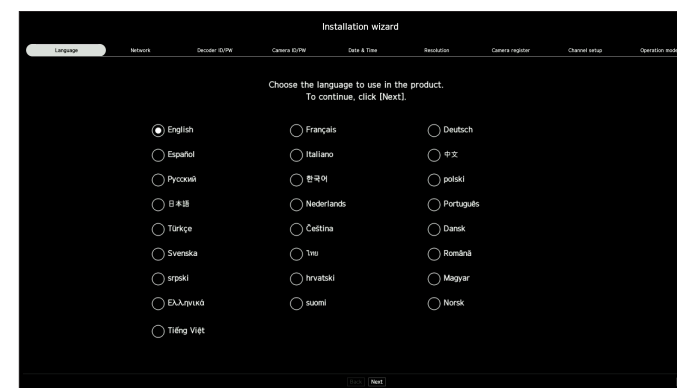 Installation wizard
Language Network Decoder ID/PW Camera ID/PW Date & Time Resolution Camera register Channel setup Operation mode
Choose the language to use in the product.
To continue, click [Next].
English Français Deutsch
Español Italiano 中文
Русский 한국어 polski
日本語 Nederlands Português
Türkçe Čeština Dansk
Svenska ไทย Română
srpski hrvatski Magyar
Ελληνικά suomi Norsk
Tiếng Việt
Back Next